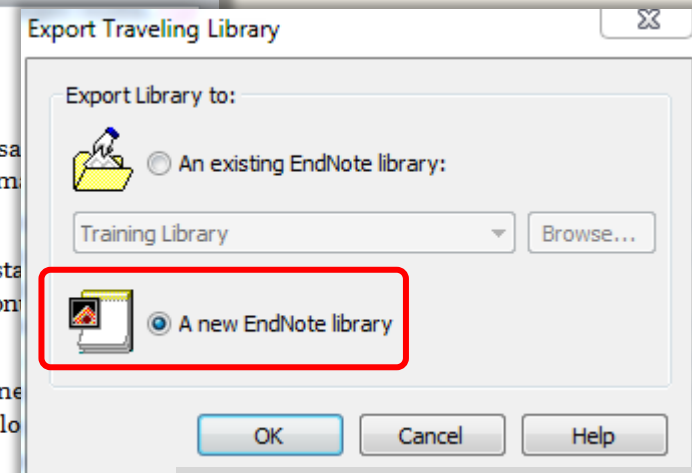 Export Traveling Library
Export Library to:
An existing EndNote library:
Training Library
Browse...
A new EndNote library
OK
Cancel
Help